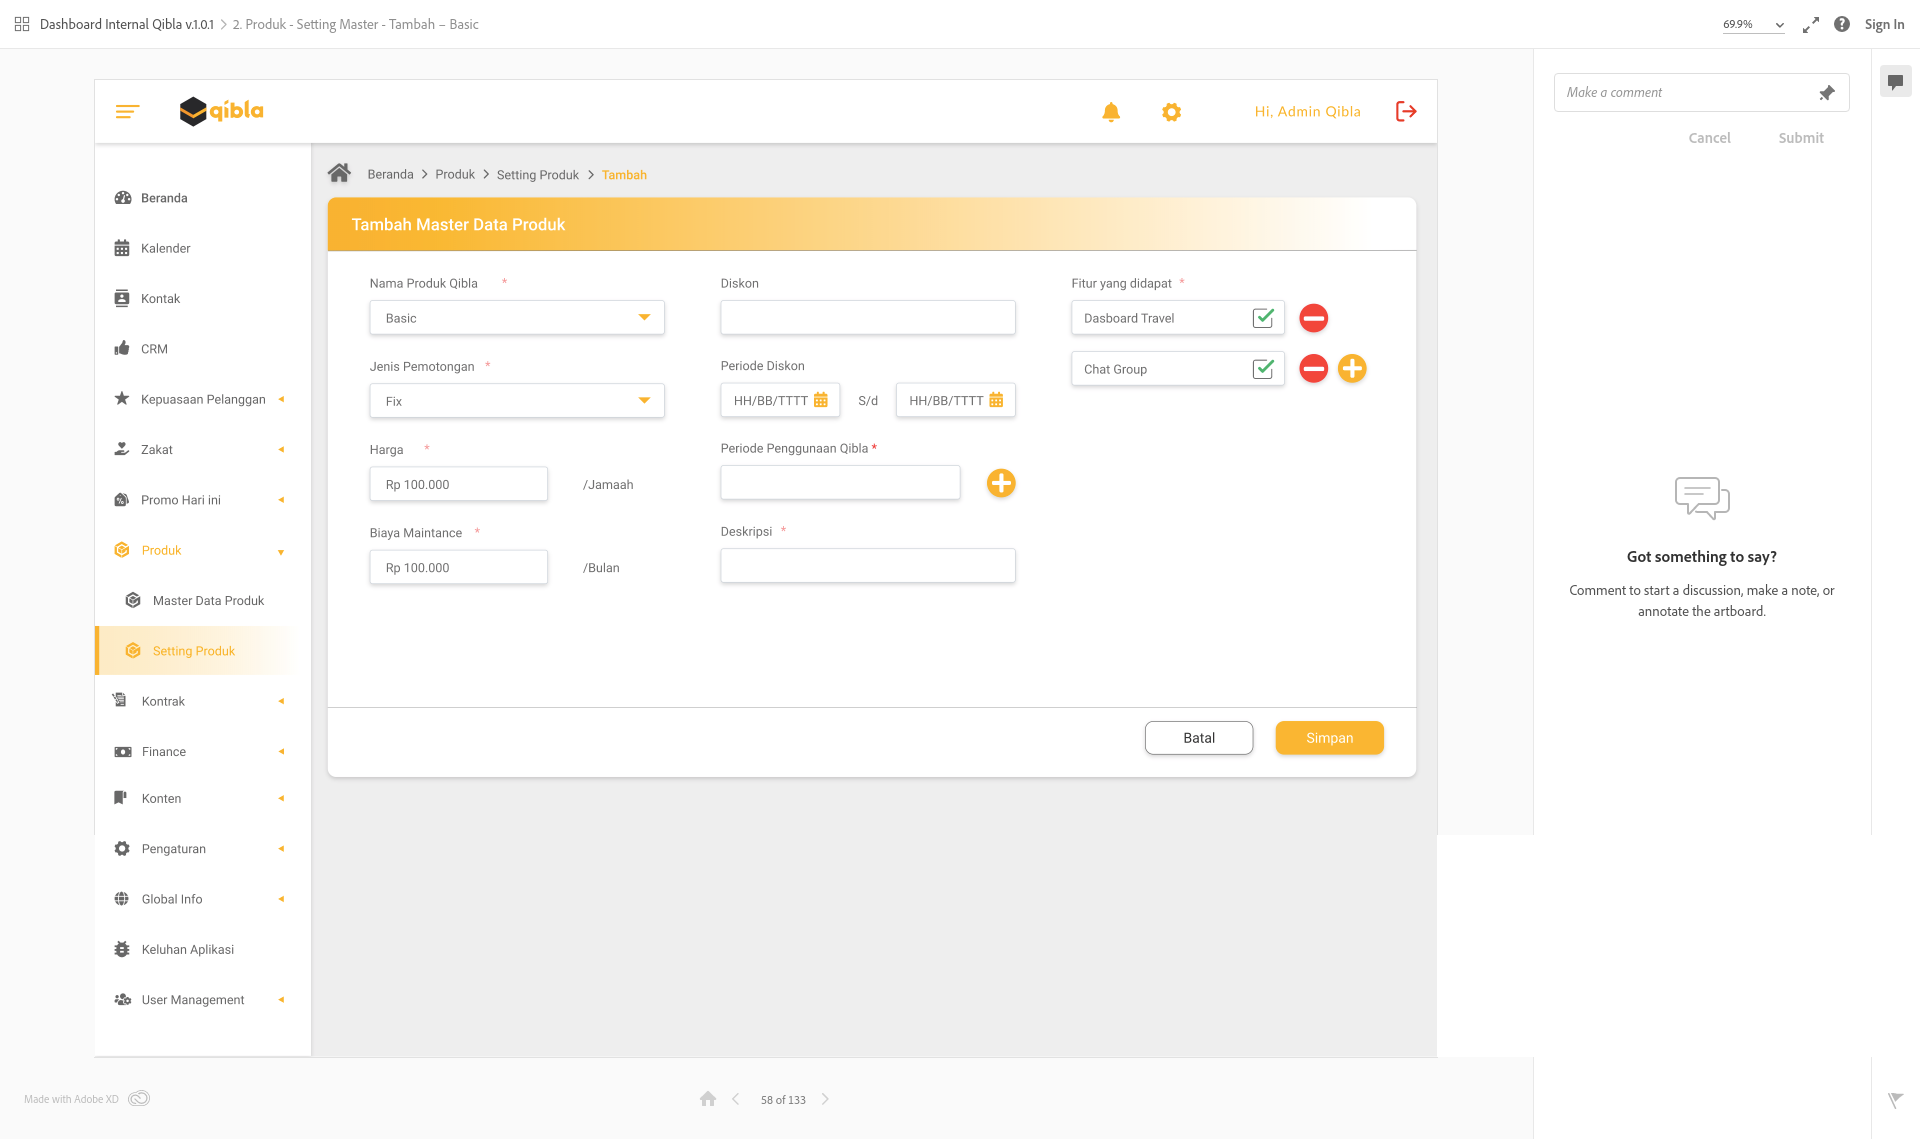 Dashboard Internal Qibla v.1.0.1 2. Produk - Setting Master - Tambah – Basic
69.9%
Sign In
qibla
Hi, Admin Qibla
Beranda
Kalender
Kontak
CRM
Kepuasaan Pelanggan
Zakat
Promo Hari ini
Produk
Master Data Produk
Setting Produk
Kontrak
Finance
Konten
Pengaturan
Global Info
Keluhan Aplikasi
User Management
Beranda > Produk > Setting Produk > Tambah
Tambah Master Data Produk
Nama Produk Qibla *
Basic
Jenis Pemotongan *
Fix
Harga *
Rp 100.000 /Jamaah
Biaya Maintance *
Rp 100.000 /Bulan
Diskon
Periode Diskon
HH/BB/TTTT S/d HH/BB/TTTT
Periode Penggunaan Qibla *
Deskripsi *
Fitur yang didapat *
Dasboard Travel
Chat Group
Batal Simpan
Make a comment
Cancel Submit
Got something to say?
Comment to start a discussion, make a note, or
annotate the artboard.
Made with Adobe XD
58 of 133